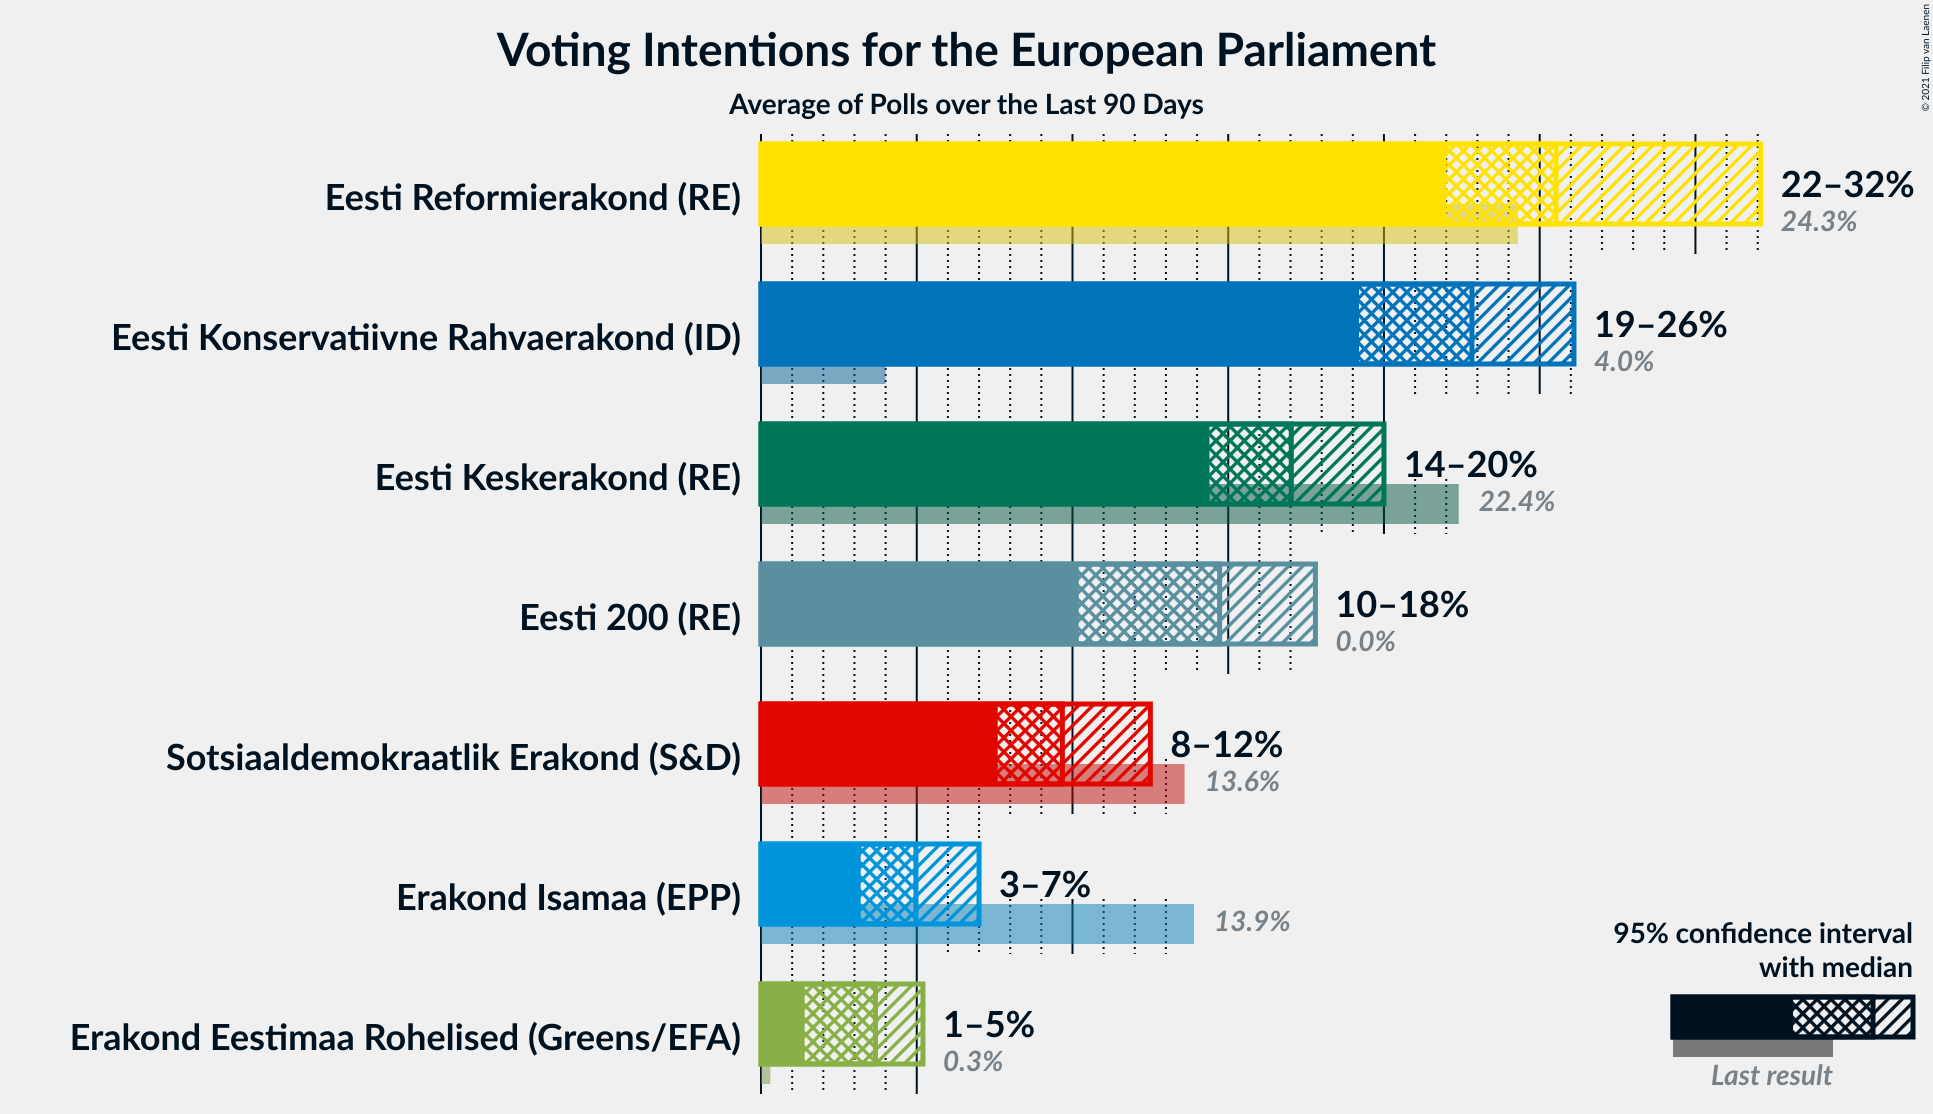 Voting Intentions for the European Parliament
Average of Polls over the Last 90 Days
© 2021 Filip van Laenen
Eesti Reformierakond (RE)
22–32%
24.3%
Eesti Konservatiivne Rahvaerakond (ID)
19–26%
4.0%
Eesti Keskerakond (RE)
14–20%
22.4%
Eesti 200 (RE)
10–18%
0.0%
Sotsiaaldemokraatlik Erakond (S&D)
8–12%
13.6%
Erakond Isamaa (EPP)
3–7%
13.9%
Erakond Eestimaa Rohelised (Greens/EFA)
1–5%
0.3%
95% confidence interval
with median
Last result